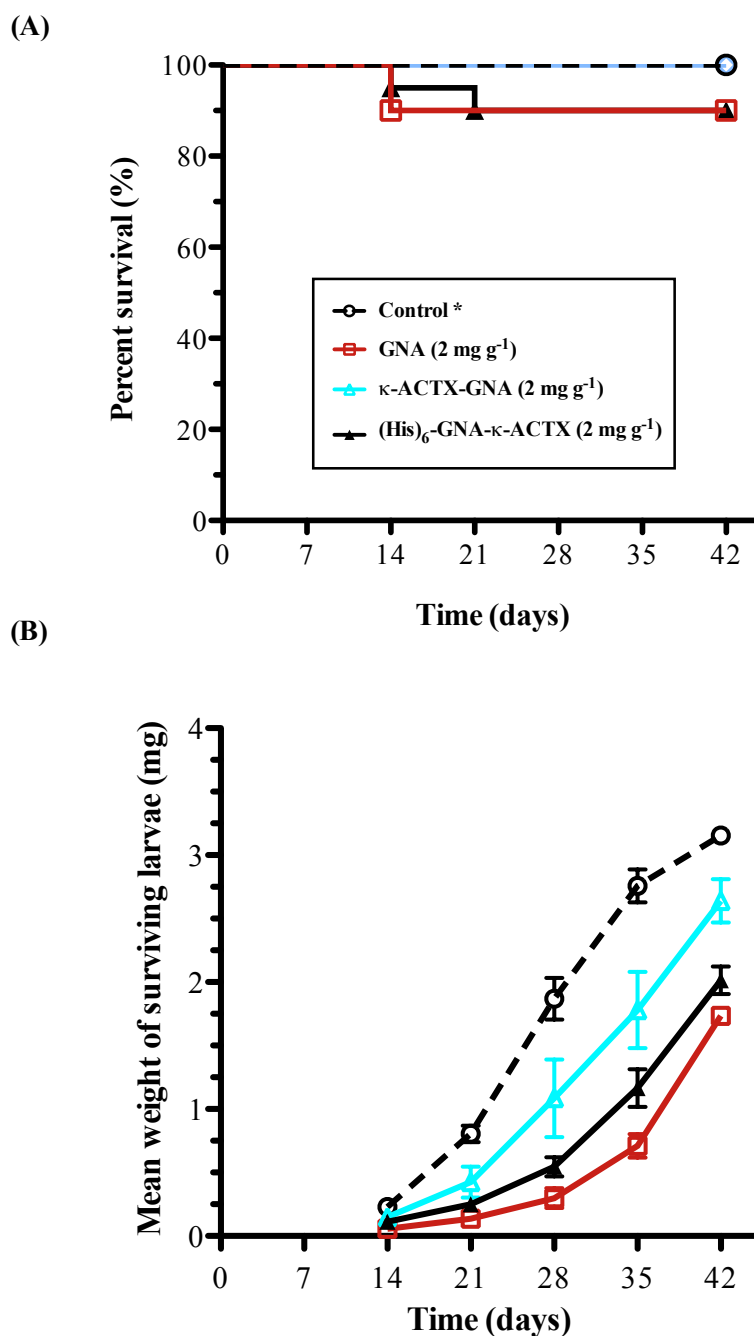 (A)
Percent survival (%)
100
80
60
40
20
0
Control *
GNA (2 mg g⁻¹)
κ-ACTX-GNA (2 mg g⁻¹)
(His)₆-GNA-κ-ACTX (2 mg g⁻¹)
0 7 14 21 28 35 42
Time (days)
(B)
Mean weight of surviving larvae (mg)
4
3
2
1
0
0 7 14 21 28 35 42
Time (days)